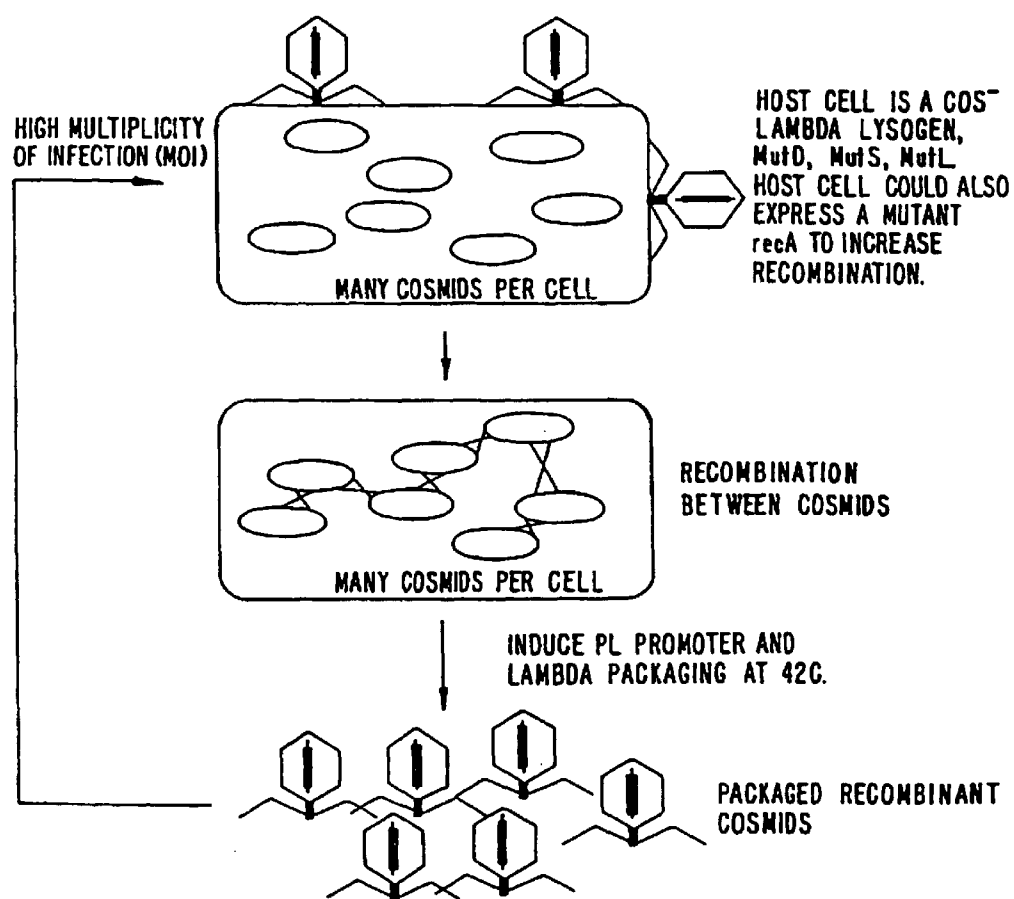 HIGH MULTIPLICITY
OF INFECTION (MOI)
HOST CELL IS A COS⁻
LAMBDA LYSOGEN,
MutD, MutS, MutL
HOST CELL COULD ALSO
EXPRESS A MUTANT
recA TO INCREASE
RECOMBINATION.
MANY COSMIDS PER CELL
RECOMBINATION
BETWEEN COSMIDS
MANY COSMIDS PER CELL
INDUCE PL PROMOTER AND
LAMBDA PACKAGING AT 42C.
PACKAGED RECOMBINANT
COSMIDS